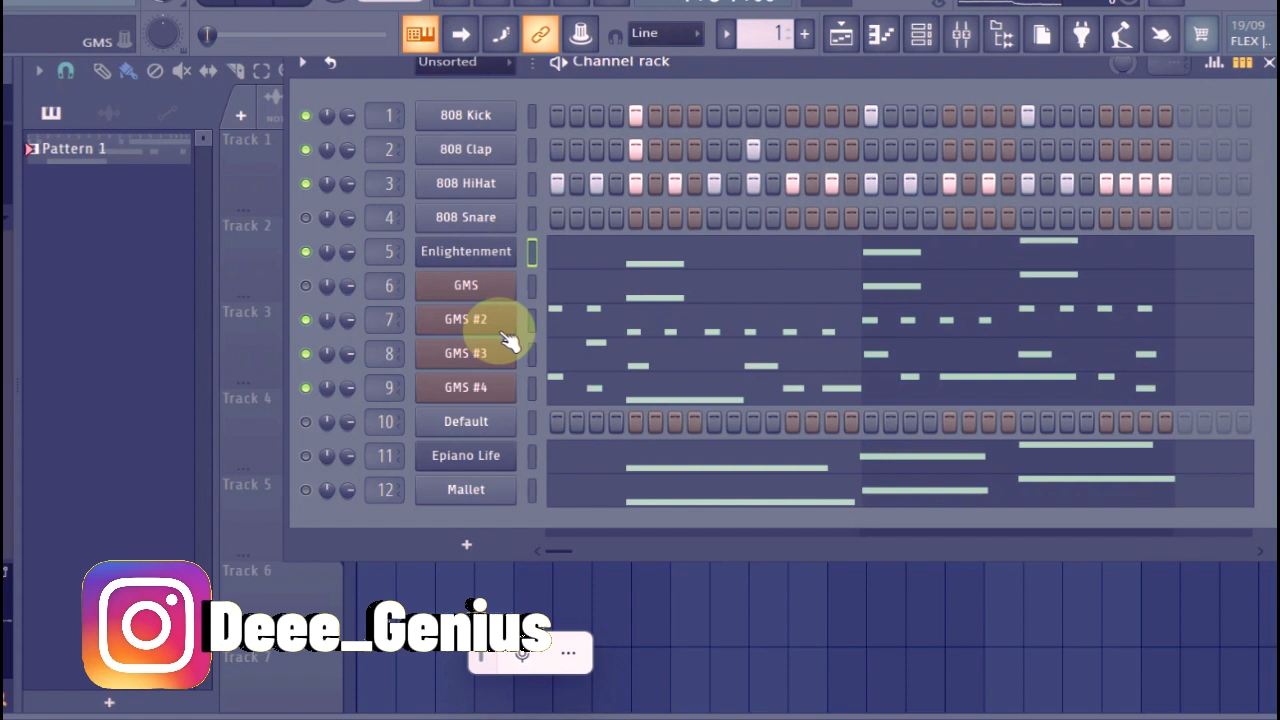 GMS
Line
1
19/09
FLEX |..
Unsorted
Channel rack
NOT
Pattern 1
Track 1
Track 2
Track 3
Track 4
Track 5
Track 6
Track 7
1 808 Kick
2 808 Clap
3 808 HiHat
4 808 Snare
5 Enlightenment
6 GMS
7 GMS #2
8 GMS #3
9 GMS #4
10 Default
11 Epiano Life
12 Mallet
Deee_Genius